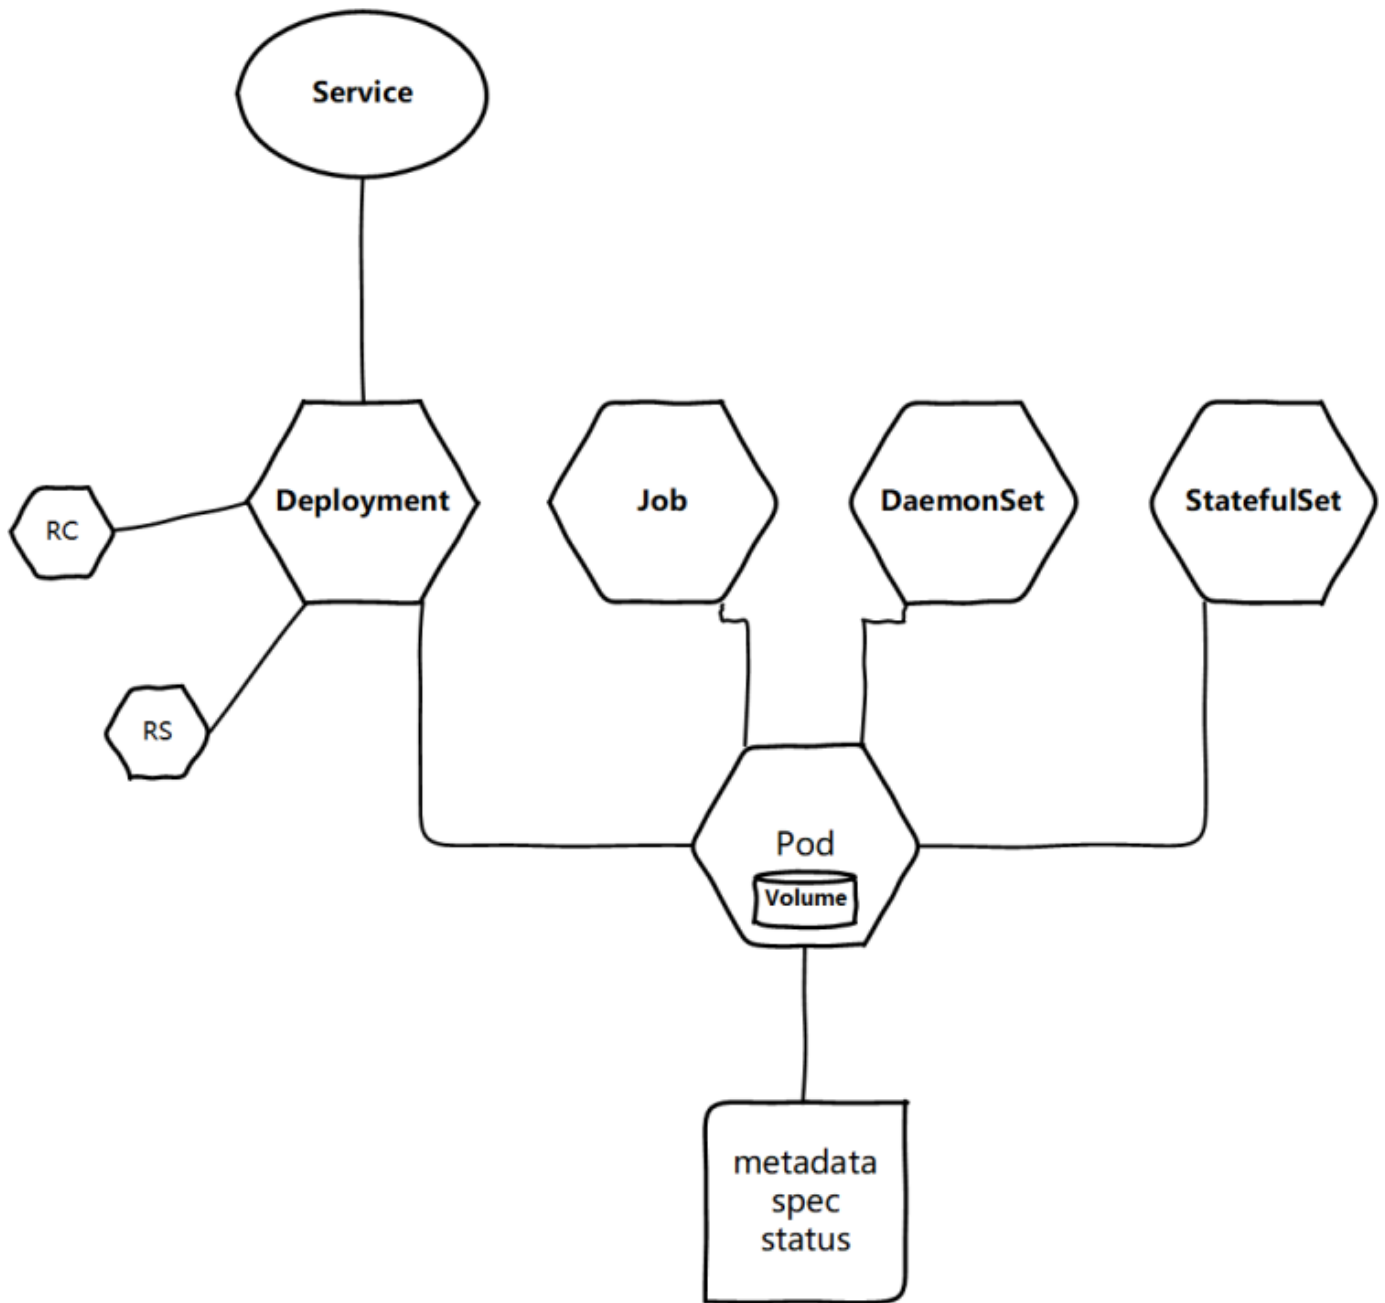 Service
Deployment
Job
DaemonSet
StatefulSet
RC
RS
Pod
Volume
metadata
spec
status